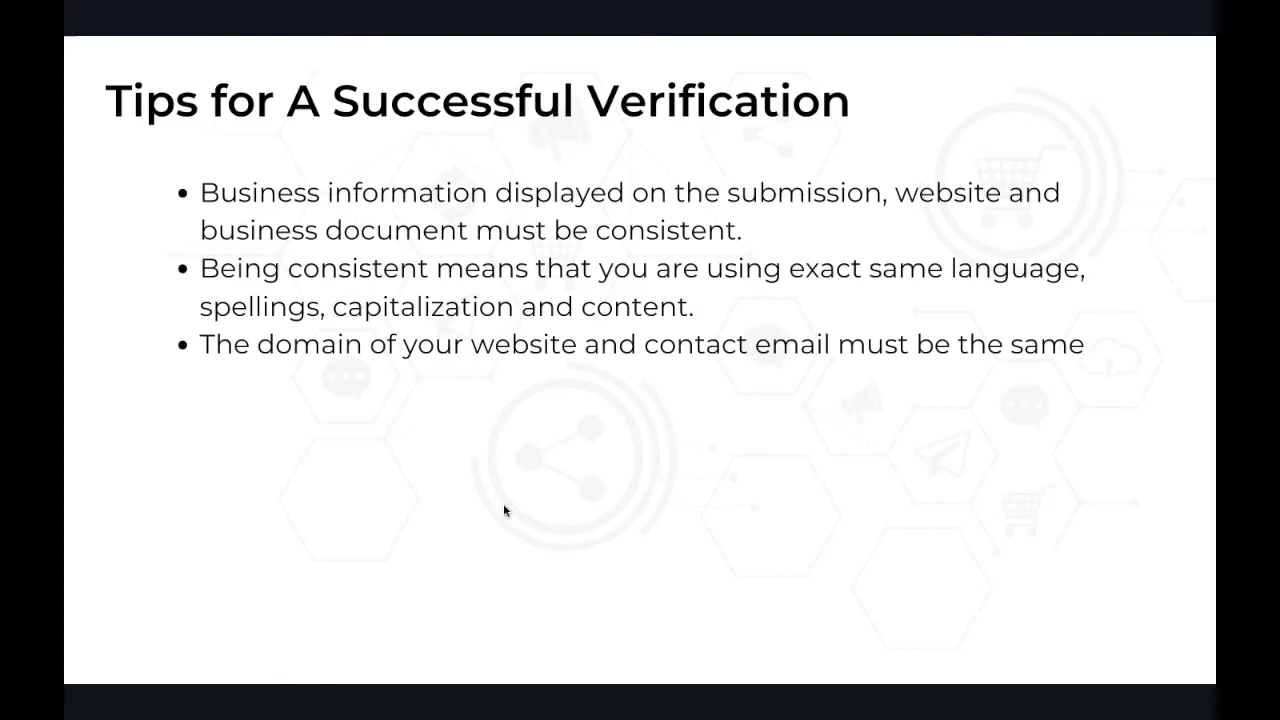 Tips for A Successful Verification
• Business information displayed on the submission, website and
business document must be consistent.
• Being consistent means that you are using exact same language,
spellings, capitalization and content.
• The domain of your website and contact email must be the same